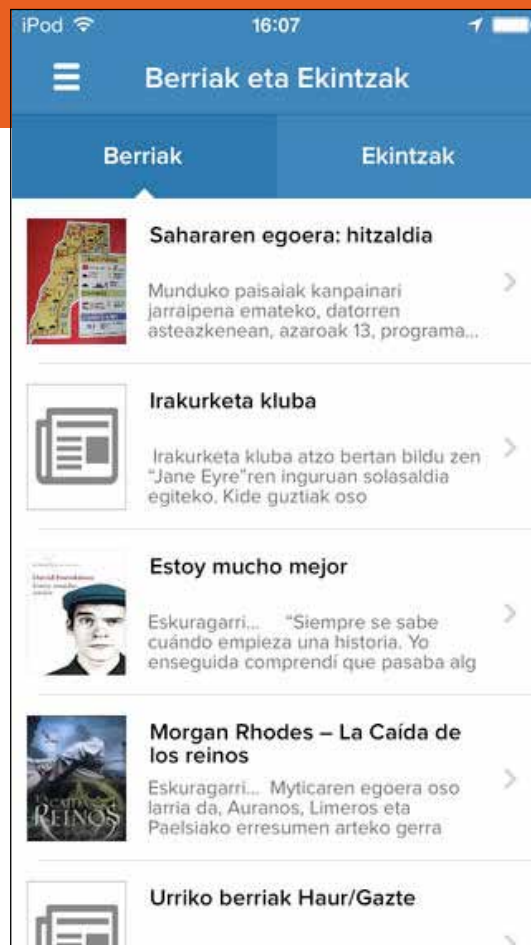 iPod 16:07
Berriak eta Ekintzak
Berriak Ekintzak
Sahararen egoera: hitzaldia
Munduko paisaiak kanpainari
jarraipena emateko, datorren
asteazkenean, azaroak 13, programa...
Irakurketa kluba
Irakurketa kluba atzo bertan bildu zen
"Jane Eyre"ren inguruan solasaldia
egiteko. Kide guztiak oso
Estoy mucho mejor
Eskuragarri... "Siempre se sabe
cuándo empieza una historia. Yo
enseguida comprendí que pasaba alg
Morgan Rhodes – La Caída de
los reinos
Eskuragarri... Myticaren egoera oso
larria da, Auranos, Limeros eta
Paelsiako erresumen arteko gerra
REINOS
Urriko berriak Haur/Gazte